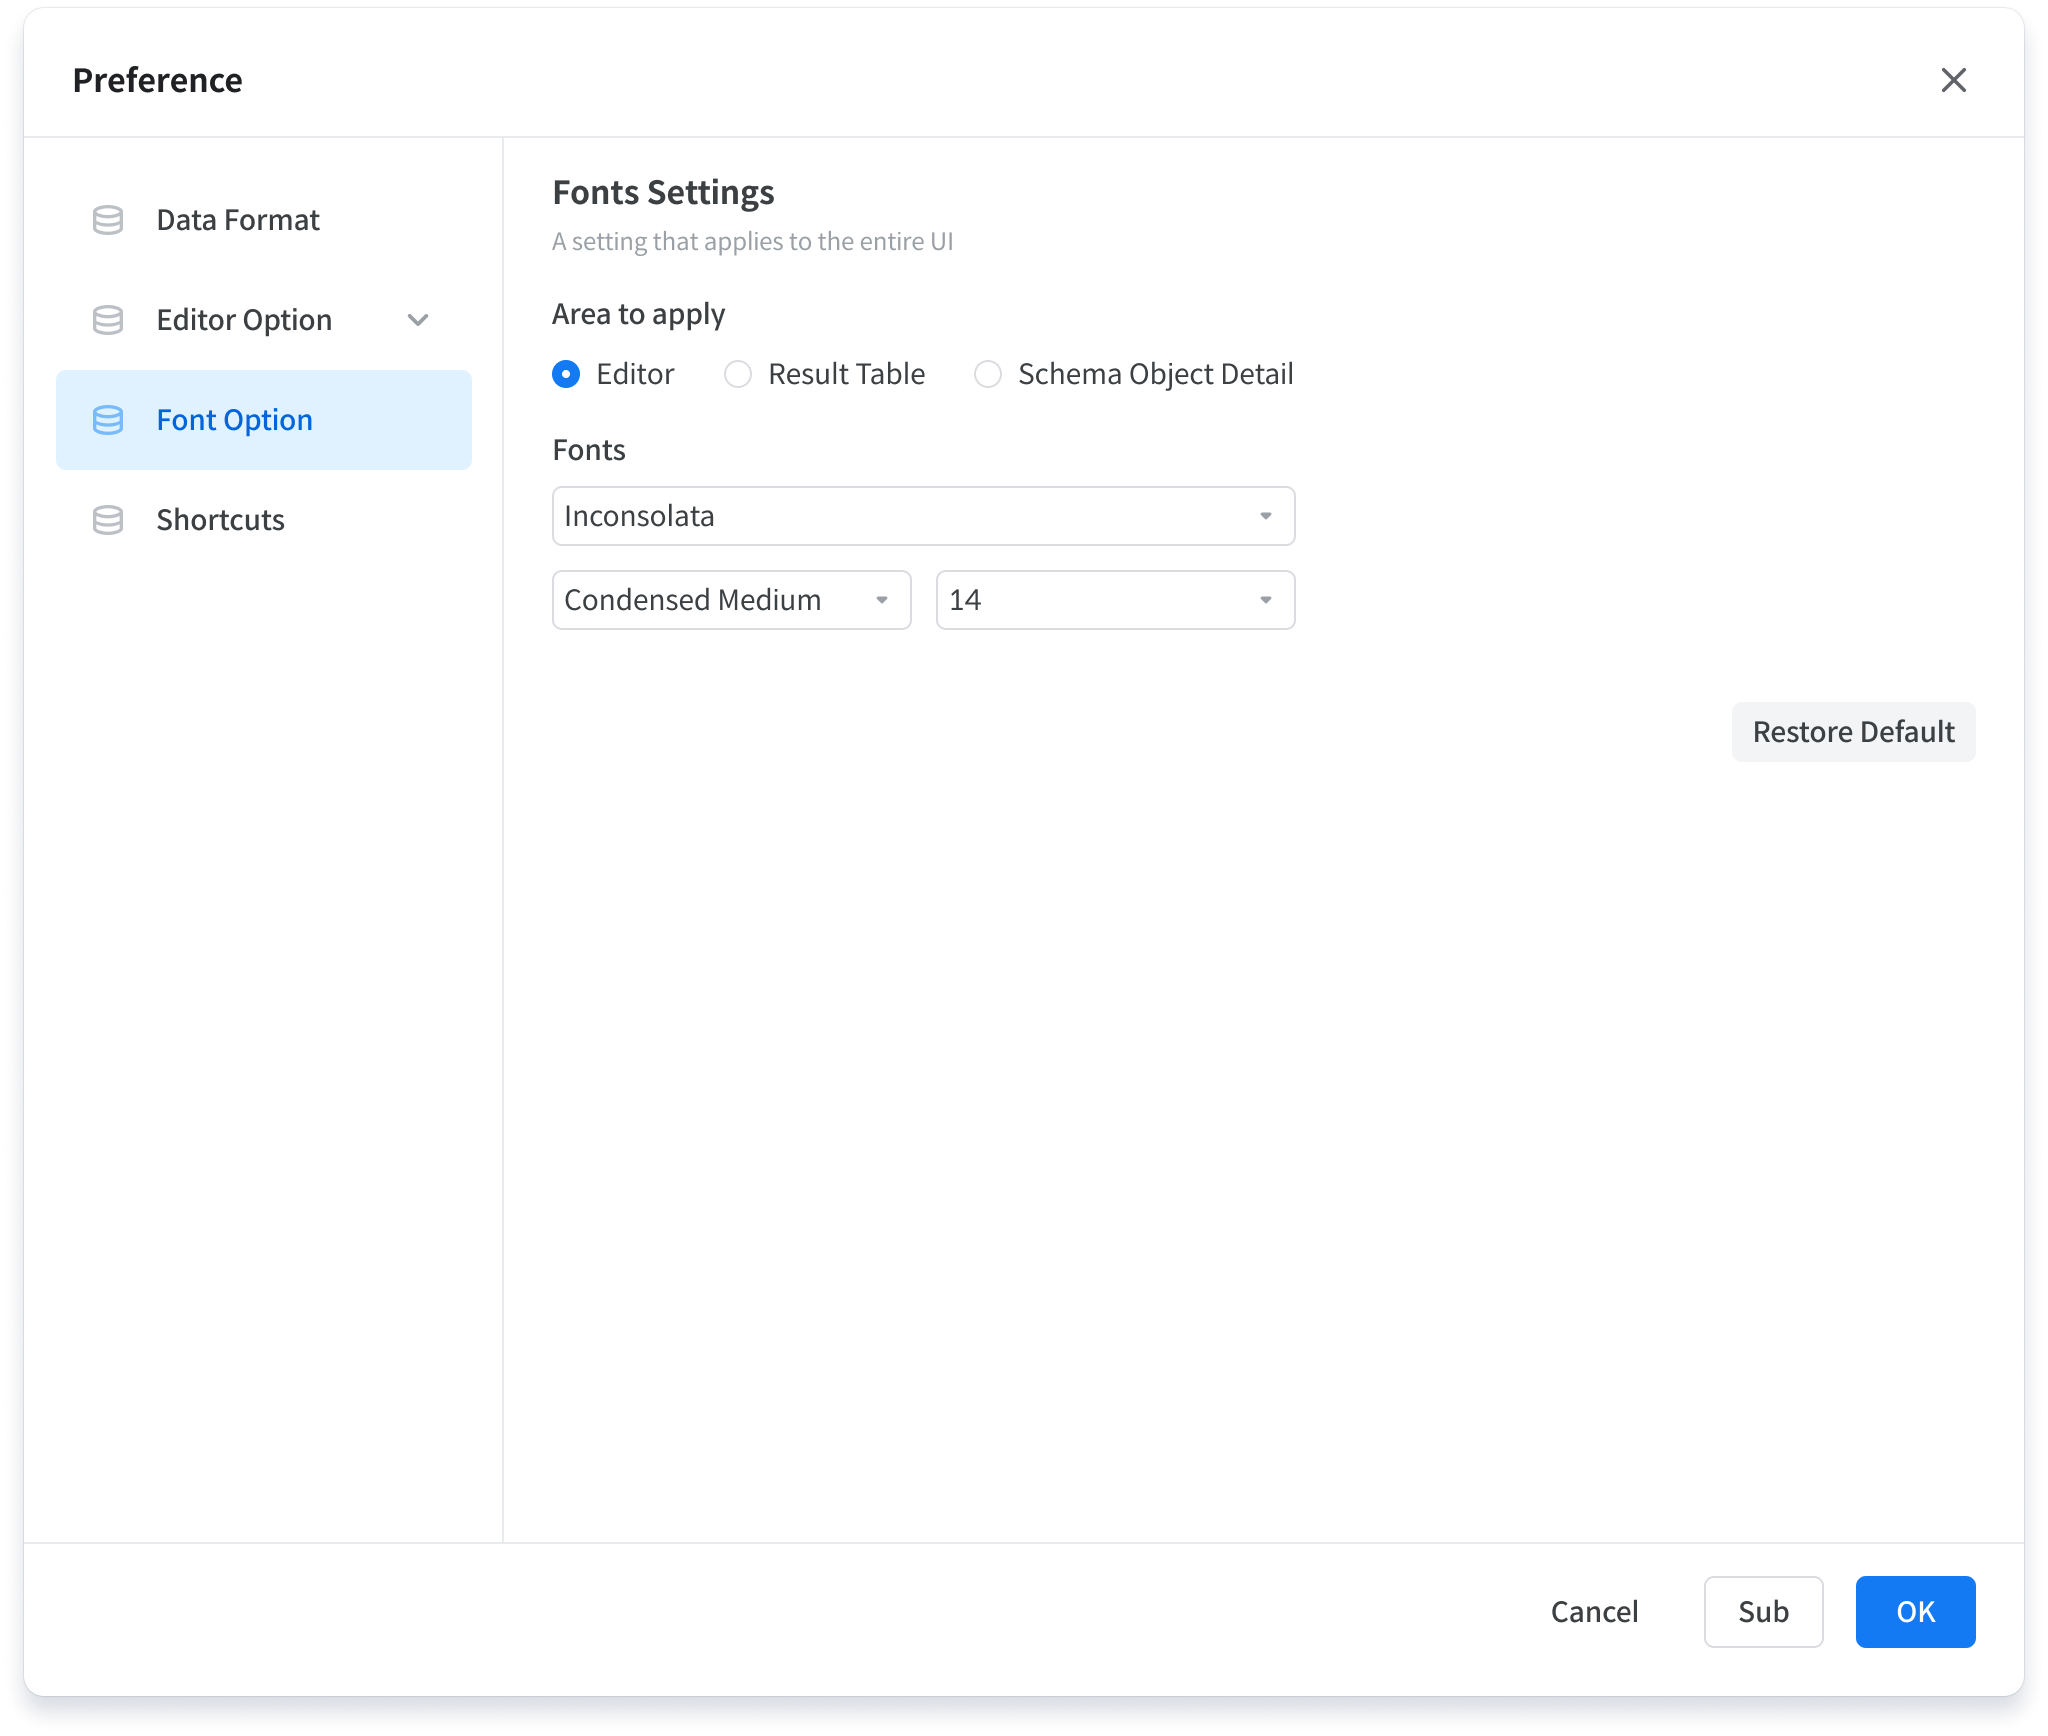 Preference
Data Format
Editor Option
Font Option
Shortcuts
Fonts Settings
A setting that applies to the entire UI
Area to apply
Editor Result Table Schema Object Detail
Fonts
Inconsolata
Condensed Medium 14
Restore Default
Cancel Sub OK